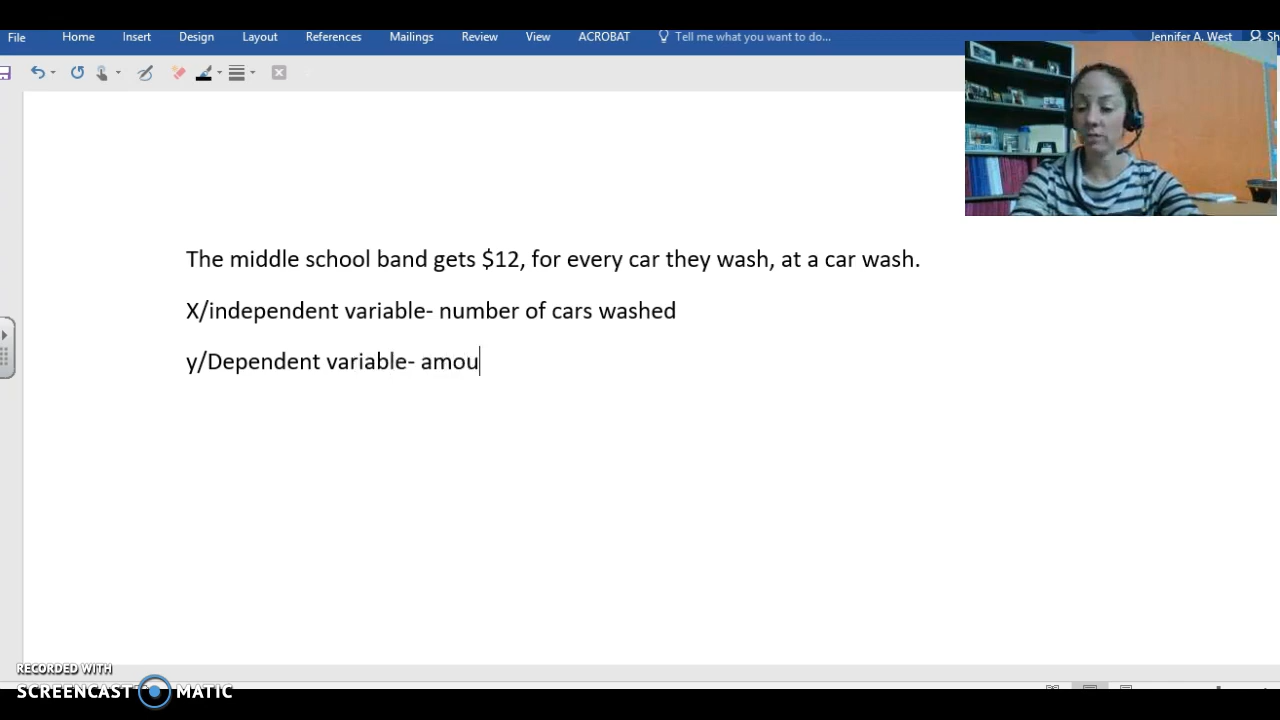 File Home Insert Design Layout References Mailings Review View ACROBAT Tell me what you want to do... Jennifer A. West Sh
The middle school band gets $12, for every car they wash, at a car wash.
X/independent variable- number of cars washed
y/Dependent variable- amou
RECORDED WITH
SCREENCAST MATIC